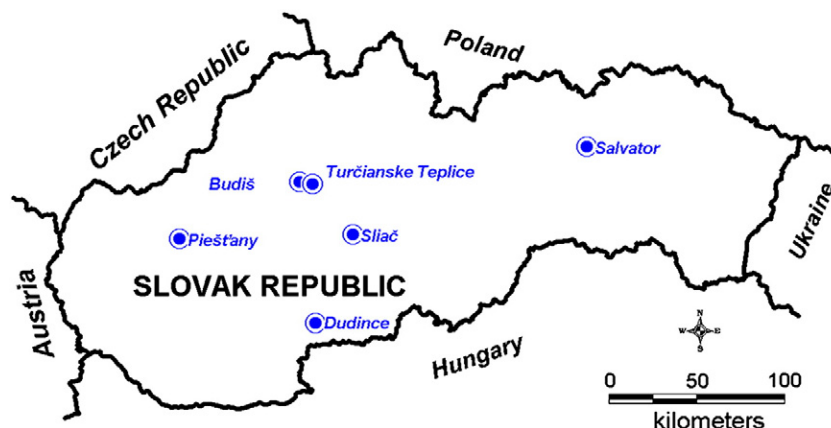 Czech Republic
Poland
Salvator
Turčianske Teplice
Budiš
Piešťany
Sliač
Ukraine
SLOVAK REPUBLIC
Austria
Dudince
Hungary
N
W E
S
0 50 100
kilometers